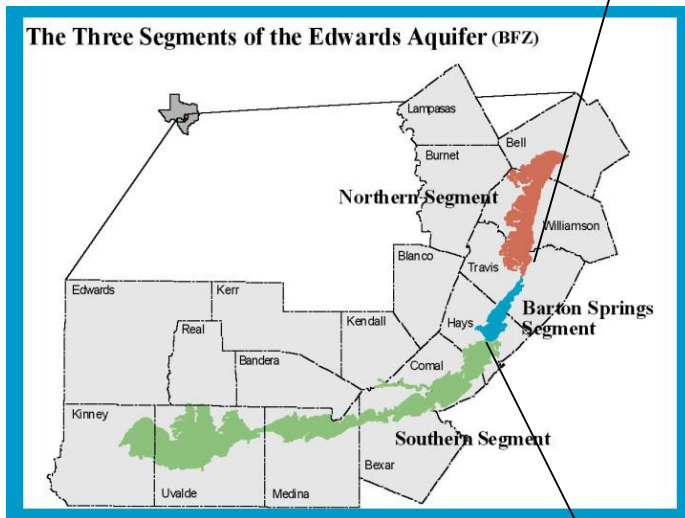 The Three Segments of the Edwards Aquifer (BFZ)
Lampasas
Bell
Burnet
Northern Segment
Williamson
Blanco
Travis
Edwards
Kerr
Barton Springs
Segment
Hays
Kendall
Real
Comal
Bandera
Kinney
Southern Segment
Bexar
Uvalde
Medina